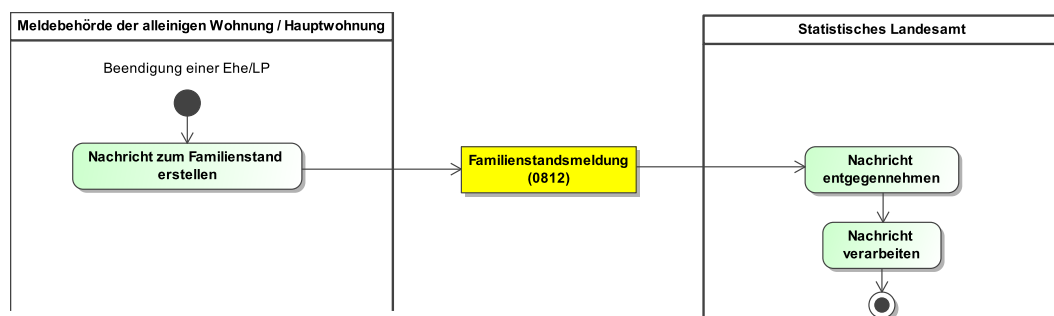 Meldebehörde der alleinigen Wohnung / Hauptwohnung
Beendigung einer Ehe/LP
Nachricht zum Familienstand
erstellen
Familienstandsmeldung
(0812)
Statistisches Landesamt
Nachricht
entgegennehmen
Nachricht
verarbeiten